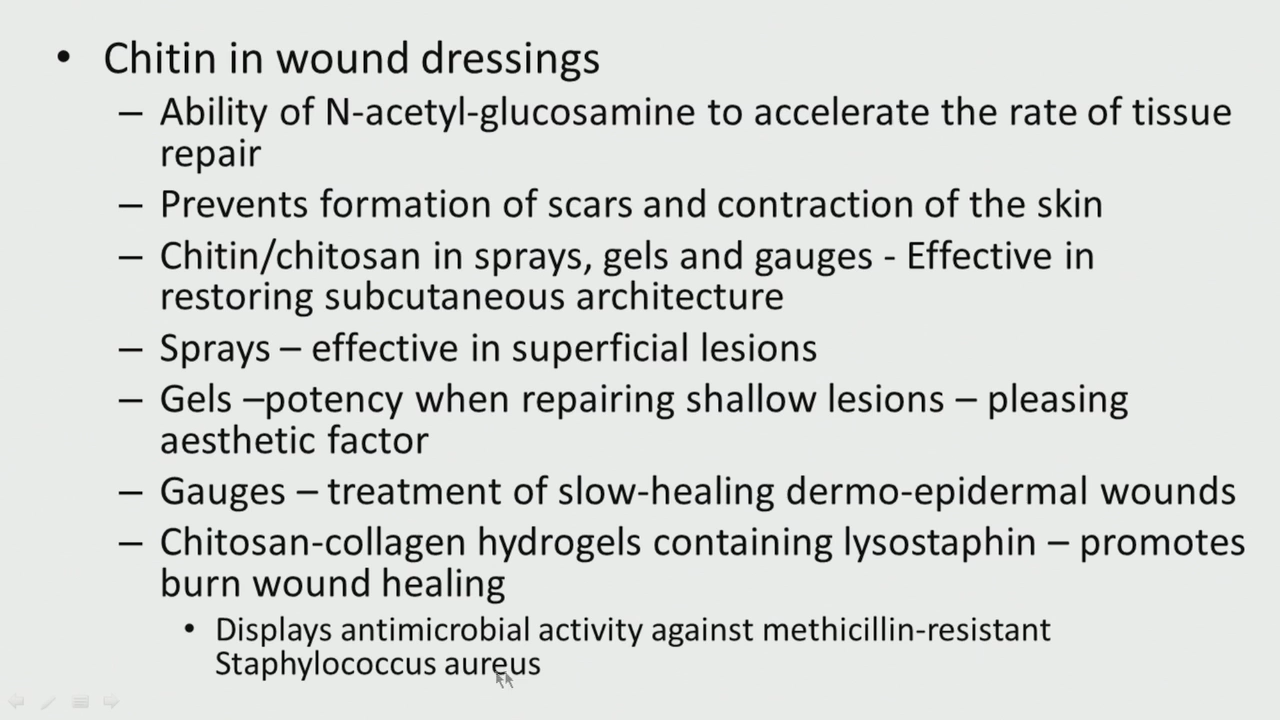 • Chitin in wound dressings
– Ability of N-acetyl-glucosamine to accelerate the rate of tissue
repair
– Prevents formation of scars and contraction of the skin
– Chitin/chitosan in sprays, gels and gauges - Effective in
restoring subcutaneous architecture
– Sprays – effective in superficial lesions
– Gels –potency when repairing shallow lesions – pleasing
aesthetic factor
– Gauges – treatment of slow-healing dermo-epidermal wounds
– Chitosan-collagen hydrogels containing lysostaphin – promotes
burn wound healing
• Displays antimicrobial activity against methicillin-resistant
Staphylococcus aureus